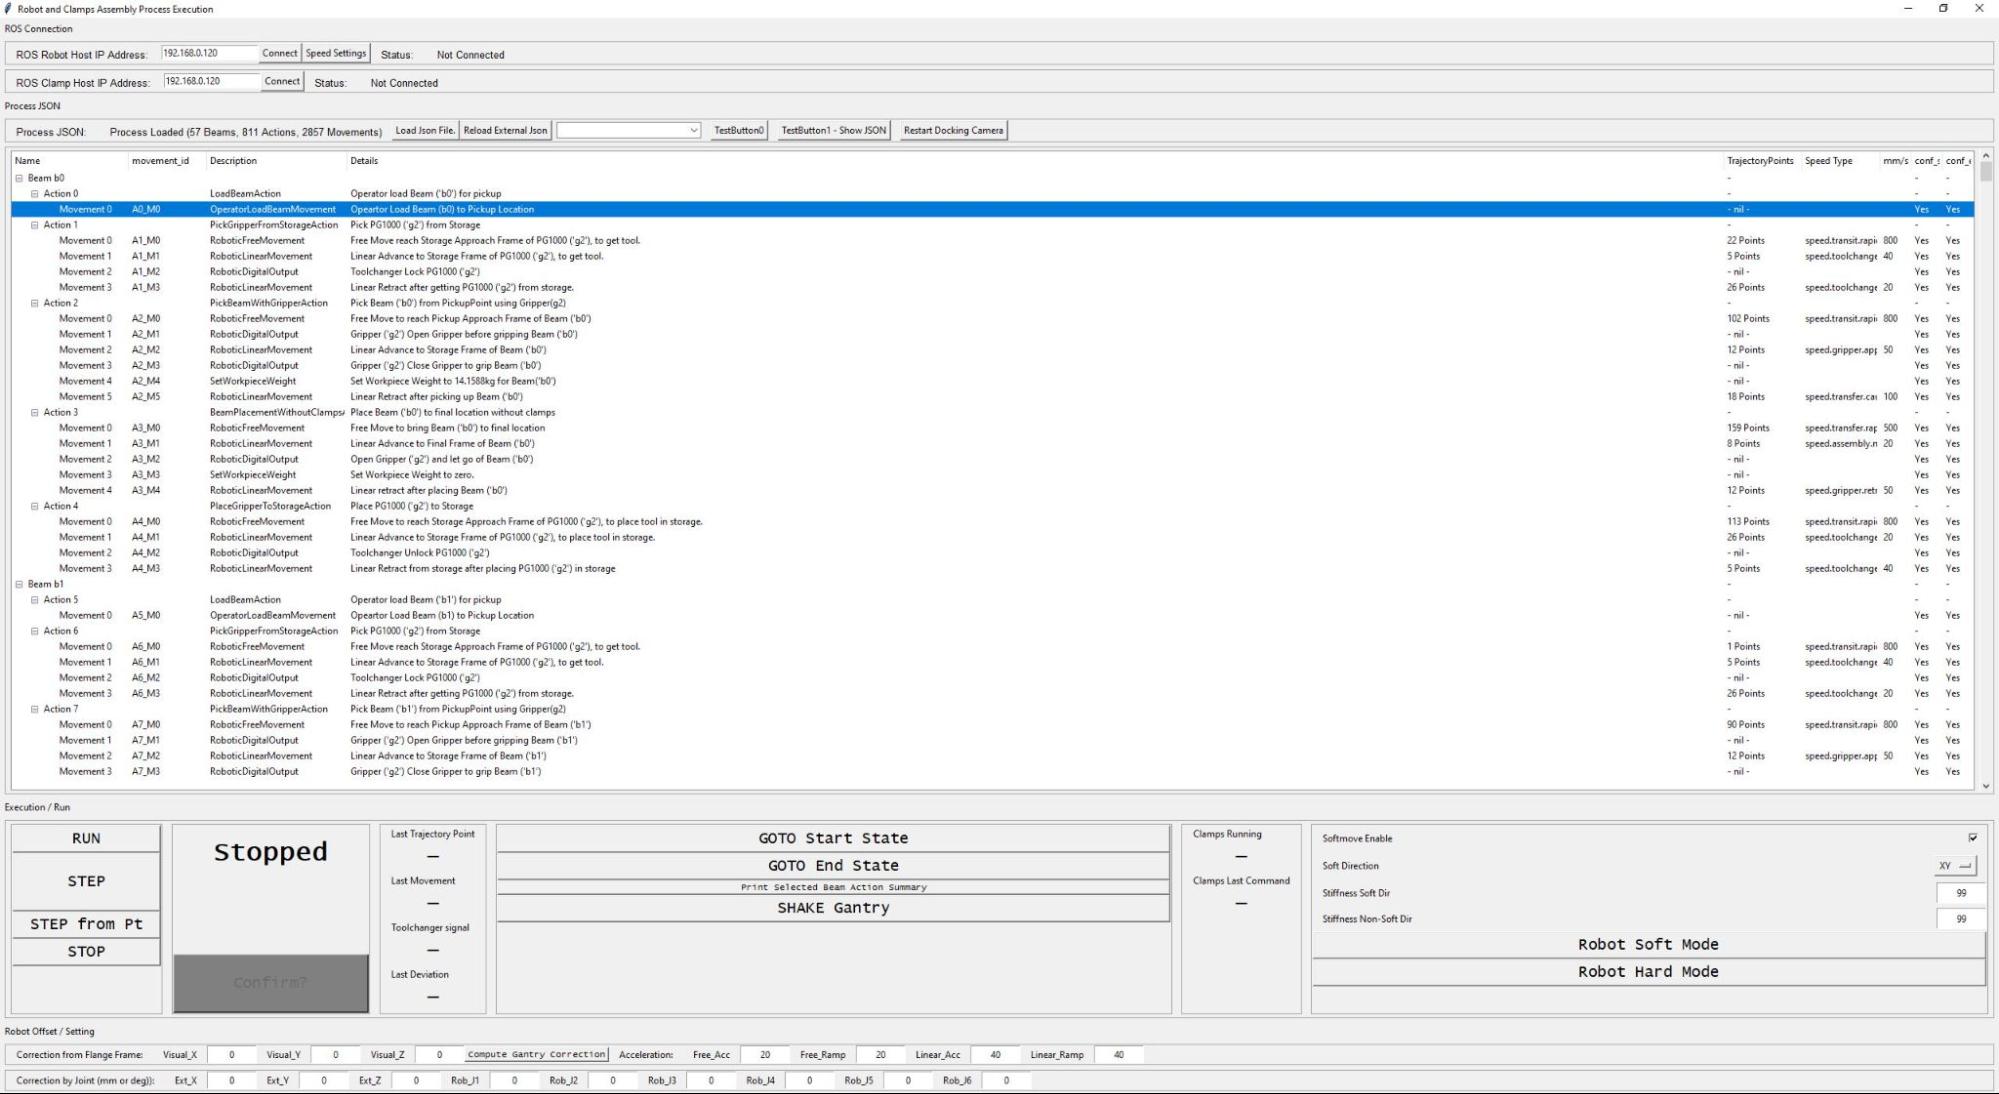 Robot and Clamps Assembly Process Execution
ROS Connection
ROS Robot Host IP Address: 192.168.0.120 Connect Speed Settings Status: Not Connected
ROS Clamp Host IP Address: 192.168.0.120 Connect Status: Not Connected
Process JSON
Process JSON: Process Loaded (57 Beams, 811 Actions, 2857 Movements) Load Json File. Reload External Json TestButton0 TestButton1 - Show JSON Restart Docking Camera
Name movement_id Description Details TrajectoryPoints Speed Type mm/s conf_s conf_e
Beam b0 - - -
Action 0 LoadBeamAction Operator load Beam ('b0') for pickup - - -
Movement 0 A0_M0 OperatorLoadBeamMovement Opeartor Load Beam (b0) to Pickup Location - nil - Yes Yes
Action 1 PickGripperFromStorageAction Pick PG1000 ('g2') from Storage - - -
Movement 0 A1_M0 RoboticFreeMovement Free Move reach Storage Approach Frame of PG1000 ('g2'), to get tool. 22 Points speed.transit.rapi 800 Yes Yes
Movement 1 A1_M1 RoboticLinearMovement Linear Advance to Storage Frame of PG1000 ('g2'), to get tool. 5 Points speed.toolchange 40 Yes Yes
Movement 2 A1_M2 RoboticDigitalOutput Toolchanger Lock PG1000 ('g2') - nil - Yes Yes
Movement 3 A1_M3 RoboticLinearMovement Linear Retract after getting PG1000 ('g2') from storage. 26 Points speed.toolchange 20 Yes Yes
Action 2 PickBeamWithGripperAction Pick Beam ('b0') from PickupPoint using Gripper(g2) - - -
Movement 0 A2_M0 RoboticFreeMovement Free Move to reach Pickup Approach Frame of Beam ('b0') 102 Points speed.transit.rapi 800 Yes Yes
Movement 1 A2_M1 RoboticDigitalOutput Gripper ('g2') Open Gripper before gripping Beam ('b0') - nil - Yes Yes
Movement 2 A2_M2 RoboticLinearMovement Linear Advance to Storage Frame of Beam ('b0') 12 Points speed.gripper.app 50 Yes Yes
Movement 3 A2_M3 RoboticDigitalOutput Gripper ('g2') Close Gripper to grip Beam ('b0') - nil - Yes Yes
Movement 4 A2_M4 SetWorkpieceWeight Set Workpiece Weight to 14.1588kg for Beam('b0') - nil - Yes Yes
Movement 5 A2_M5 RoboticLinearMovement Linear Retract after picking up Beam ('b0') 18 Points speed.transfer.car 100 Yes Yes
Action 3 BeamPlacementWithoutClamps Place Beam ('b0') to final location without clamps - - -
Movement 0 A3_M0 RoboticFreeMovement Free Move to bring Beam ('b0') to final location 159 Points speed.transfer.rap 500 Yes Yes
Movement 1 A3_M1 RoboticLinearMovement Linear Advance to Final Frame of Beam ('b0') 8 Points speed.assembly.n 20 Yes Yes
Movement 2 A3_M2 RoboticDigitalOutput Open Gripper ('g2') and let go of Beam ('b0') - nil - Yes Yes
Movement 3 A3_M3 SetWorkpieceWeight Set Workpiece Weight to zero. - nil - Yes Yes
Movement 4 A3_M4 RoboticLinearMovement Linear retract after placing Beam ('b0') 12 Points speed.gripper.retr 50 Yes Yes
Action 4 PlaceGripperToStorageAction Place PG1000 ('g2') to Storage - - -
Movement 0 A4_M0 RoboticFreeMovement Free Move to reach Storage Approach Frame of PG1000 ('g2'), to place tool in storage. 113 Points speed.transit.rapi 800 Yes Yes
Movement 1 A4_M1 RoboticLinearMovement Linear Advance to Storage Frame of PG1000 ('g2'), to place tool in storage. 26 Points speed.toolchange 20 Yes Yes
Movement 2 A4_M2 RoboticDigitalOutput Toolchanger Unlock PG1000 ('g2') - nil - Yes Yes
Movement 3 A4_M3 RoboticLinearMovement Linear Retract from storage after placing PG1000 ('g2') in storage 5 Points speed.toolchange 40 Yes Yes
Beam b1 - - -
Action 5 LoadBeamAction Operator load Beam ('b1') for pickup - - -
Movement 0 A5_M0 OperatorLoadBeamMovement Opeartor Load Beam (b1) to Pickup Location - nil - Yes Yes
Action 6 PickGripperFromStorageAction Pick PG1000 ('g2') from Storage - - -
Movement 0 A6_M0 RoboticFreeMovement Free Move reach Storage Approach Frame of PG1000 ('g2'), to get tool. 1 Points speed.transit.rapi 800 Yes Yes
Movement 1 A6_M1 RoboticLinearMovement Linear Advance to Storage Frame of PG1000 ('g2'), to get tool. 5 Points speed.toolchange 40 Yes Yes
Movement 2 A6_M2 RoboticDigitalOutput Toolchanger Lock PG1000 ('g2') - nil - Yes Yes
Movement 3 A6_M3 RoboticLinearMovement Linear Retract after getting PG1000 ('g2') from storage. 26 Points speed.toolchange 20 Yes Yes
Action 7 PickBeamWithGripperAction Pick Beam ('b1') from PickupPoint using Gripper(g2) - - -
Movement 0 A7_M0 RoboticFreeMovement Free Move to reach Pickup Approach Frame of Beam ('b1') 90 Points speed.transit.rapi 800 Yes Yes
Movement 1 A7_M1 RoboticDigitalOutput Gripper ('g2') Open Gripper before gripping Beam ('b1') - nil - Yes Yes
Movement 2 A7_M2 RoboticLinearMovement Linear Advance to Storage Frame of Beam ('b1') 12 Points speed.gripper.app 50 Yes Yes
Movement 3 A7_M3 RoboticDigitalOutput Gripper ('g2') Close Gripper to grip Beam ('b1') - nil - Yes Yes
Execution / Run
RUN
STEP
STEP from Pt
STOP
Stopped
Confirm?
Last Trajectory Point
—
Last Movement
—
Toolchanger signal
—
Last Deviation
—
GOTO Start State
GOTO End State
Print Selected Beam Action Summary
SHAKE Gantry
Clamps Running
—
Clamps Last Command
—
Softmove Enable
Soft Direction XY
Stiffness Soft Dir 99
Stiffness Non-Soft Dir 99
Robot Soft Mode
Robot Hard Mode
Robot Offset / Setting
Correction from Flange Frame: Visual_X 0 Visual_Y 0 Visual_Z 0 Compute Gantry Correction Acceleration: Free_Acc 20 Free_Ramp 20 Linear_Acc 40 Linear_Ramp 40
Correction by Joint (mm or deg)): Ext_X 0 Ext_Y 0 Ext_Z 0 Rob_J1 0 Rob_J2 0 Rob_J3 0 Rob_J4 0 Rob_J5 0 Rob_J6 0